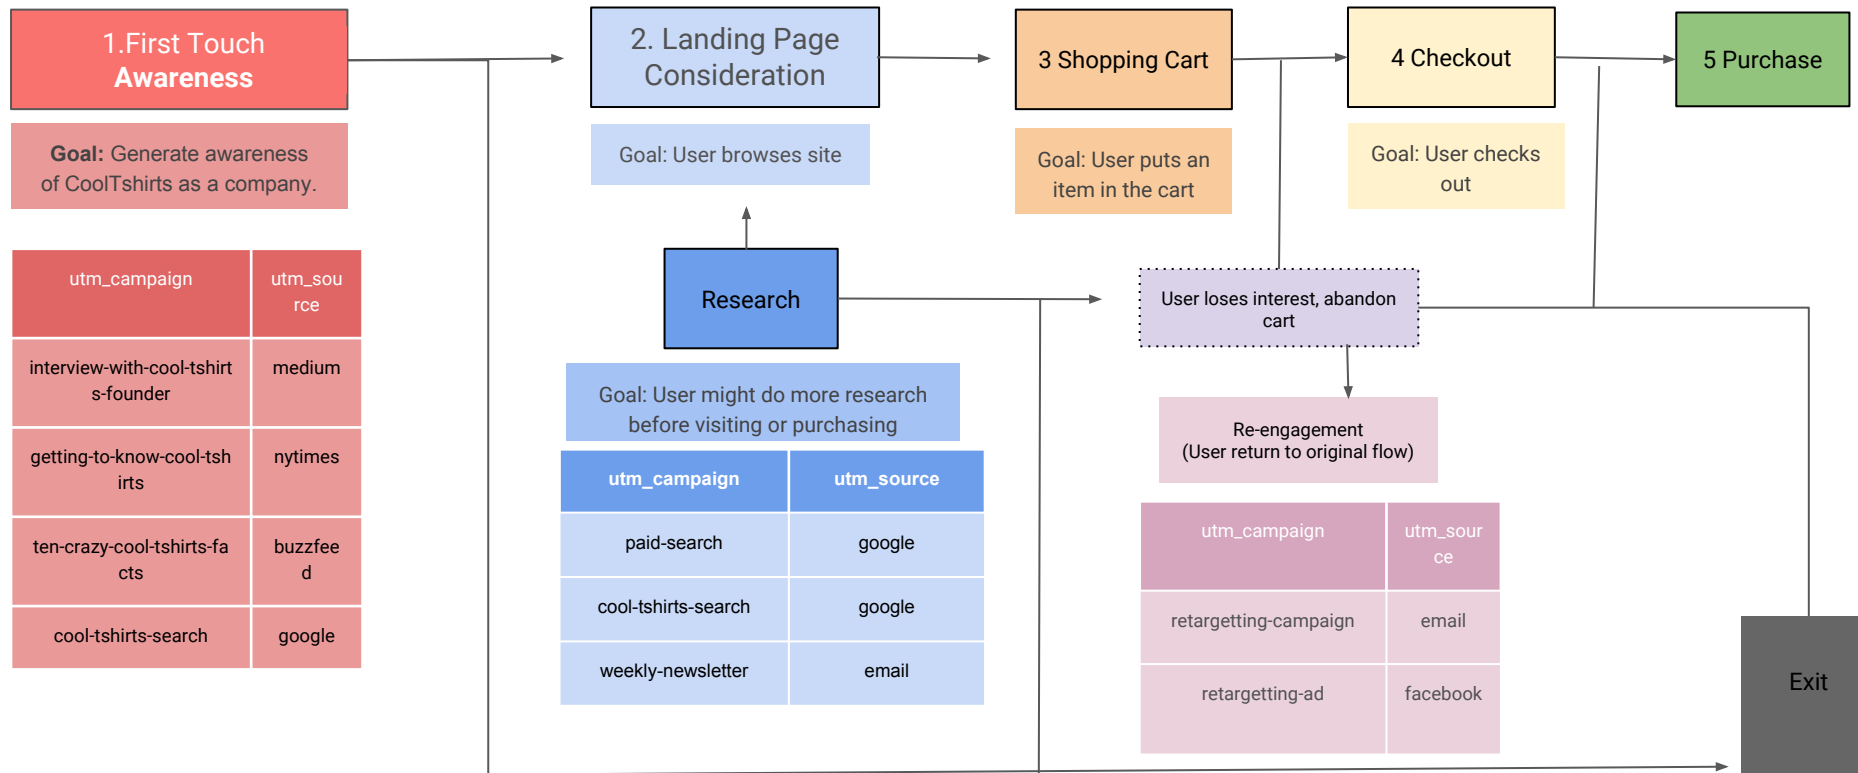 1.First Touch
Awareness
2. Landing Page
Consideration
3 Shopping Cart
4 Checkout
5 Purchase
Goal: Generate awareness
of CoolTshirts as a company.
Goal: User browses site
Goal: User puts an
item in the cart
Goal: User checks
out
utm_campaign
utm_sou
rce
interview-with-cool-tshirt
s-founder
medium
getting-to-know-cool-tsh
irts
nytimes
ten-crazy-cool-tshirts-fa
cts
buzzfee
d
cool-tshirts-search
google
Research
Goal: User might do more research
before visiting or purchasing
utm_campaign
utm_source
paid-search
google
cool-tshirts-search
google
weekly-newsletter
email
User loses interest, abandon
cart
Re-engagement
(User return to original flow)
utm_campaign
utm_sour
ce
retargetting-campaign
email
retargetting-ad
facebook
Exit